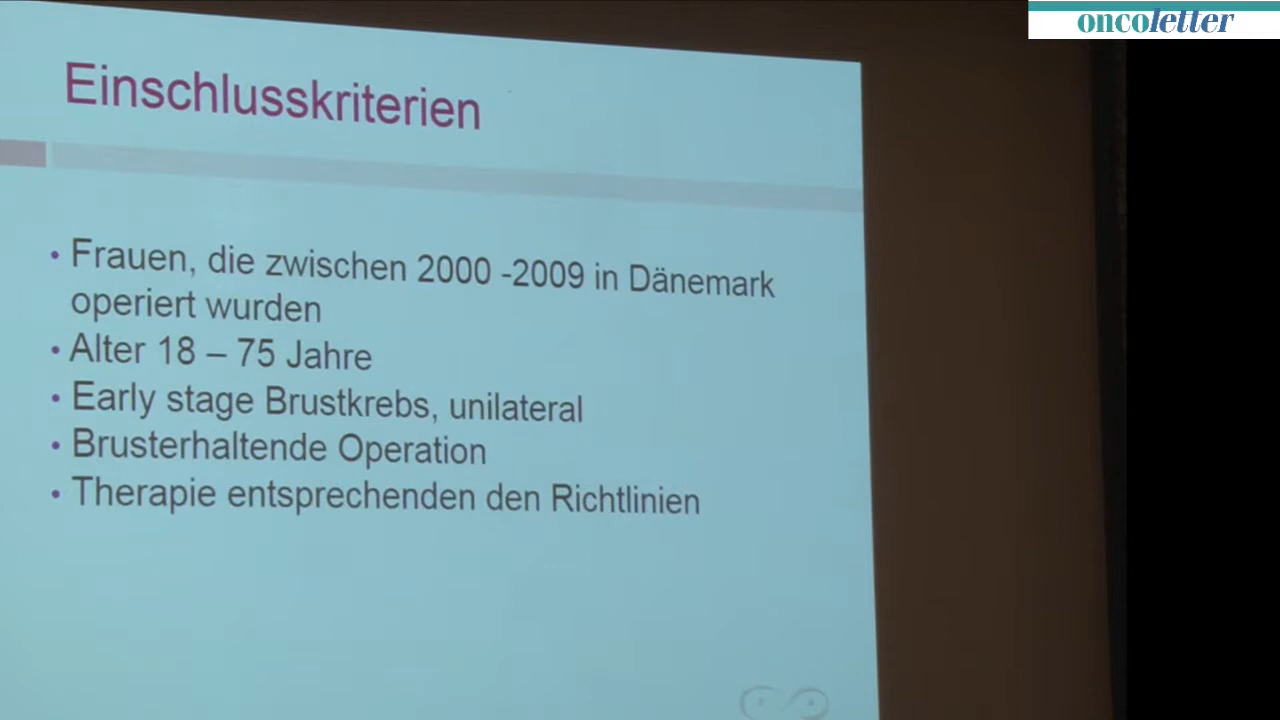 oncoletter
Einschlusskriterien
• Frauen, die zwischen 2000 -2009 in Dänemark
operiert wurden
• Alter 18 – 75 Jahre
• Early stage Brustkrebs, unilateral
• Brusterhaltende Operation
• Therapie entsprechenden den Richtlinien